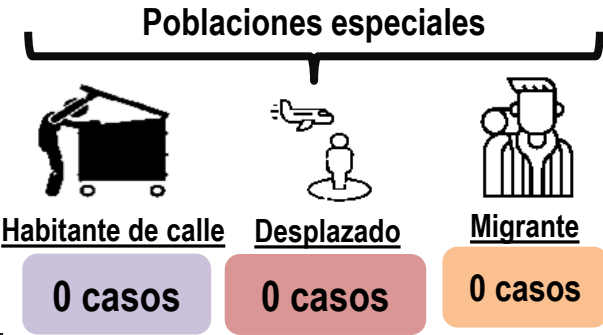 Poblaciones especiales
Habitante de calle
Desplazado
Migrante
0 casos
0 casos
0 casos